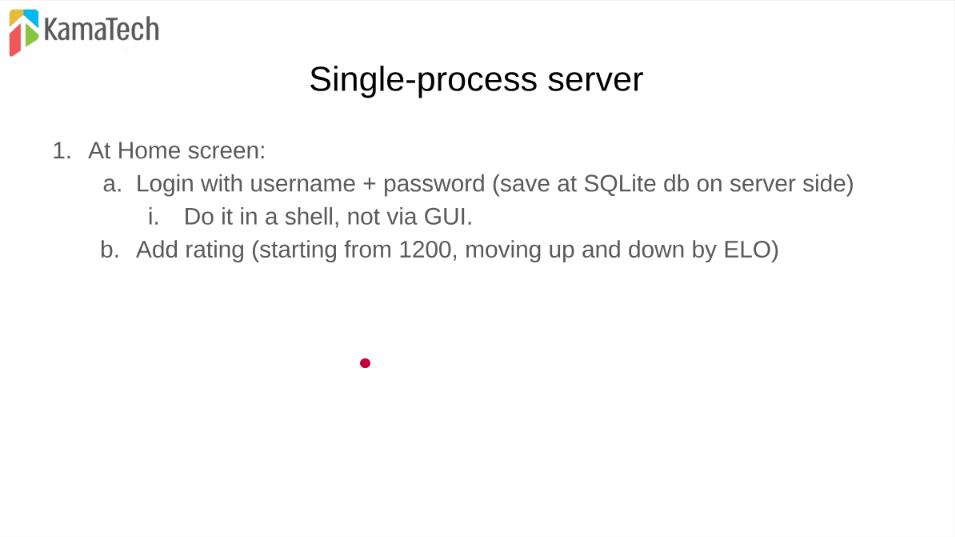 KamaTech
Single-process server
1. At Home screen:
a. Login with username + password (save at SQLite db on server side)
i. Do it in a shell, not via GUI.
b. Add rating (starting from 1200, moving up and down by ELO)